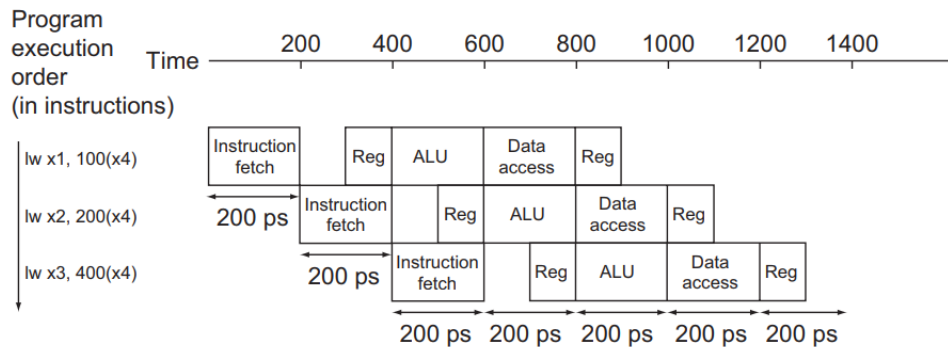 Program
execution
order
(in instructions)
Time
200 400 600 800 1000 1200 1400
lw x1, 100(x4)
Instruction
fetch
Reg
ALU
Data
access
Reg
200 ps
lw x2, 200(x4)
Instruction
fetch
Reg
ALU
Data
access
Reg
200 ps
lw x3, 400(x4)
Instruction
fetch
Reg
ALU
Data
access
Reg
200 ps 200 ps 200 ps 200 ps 200 ps